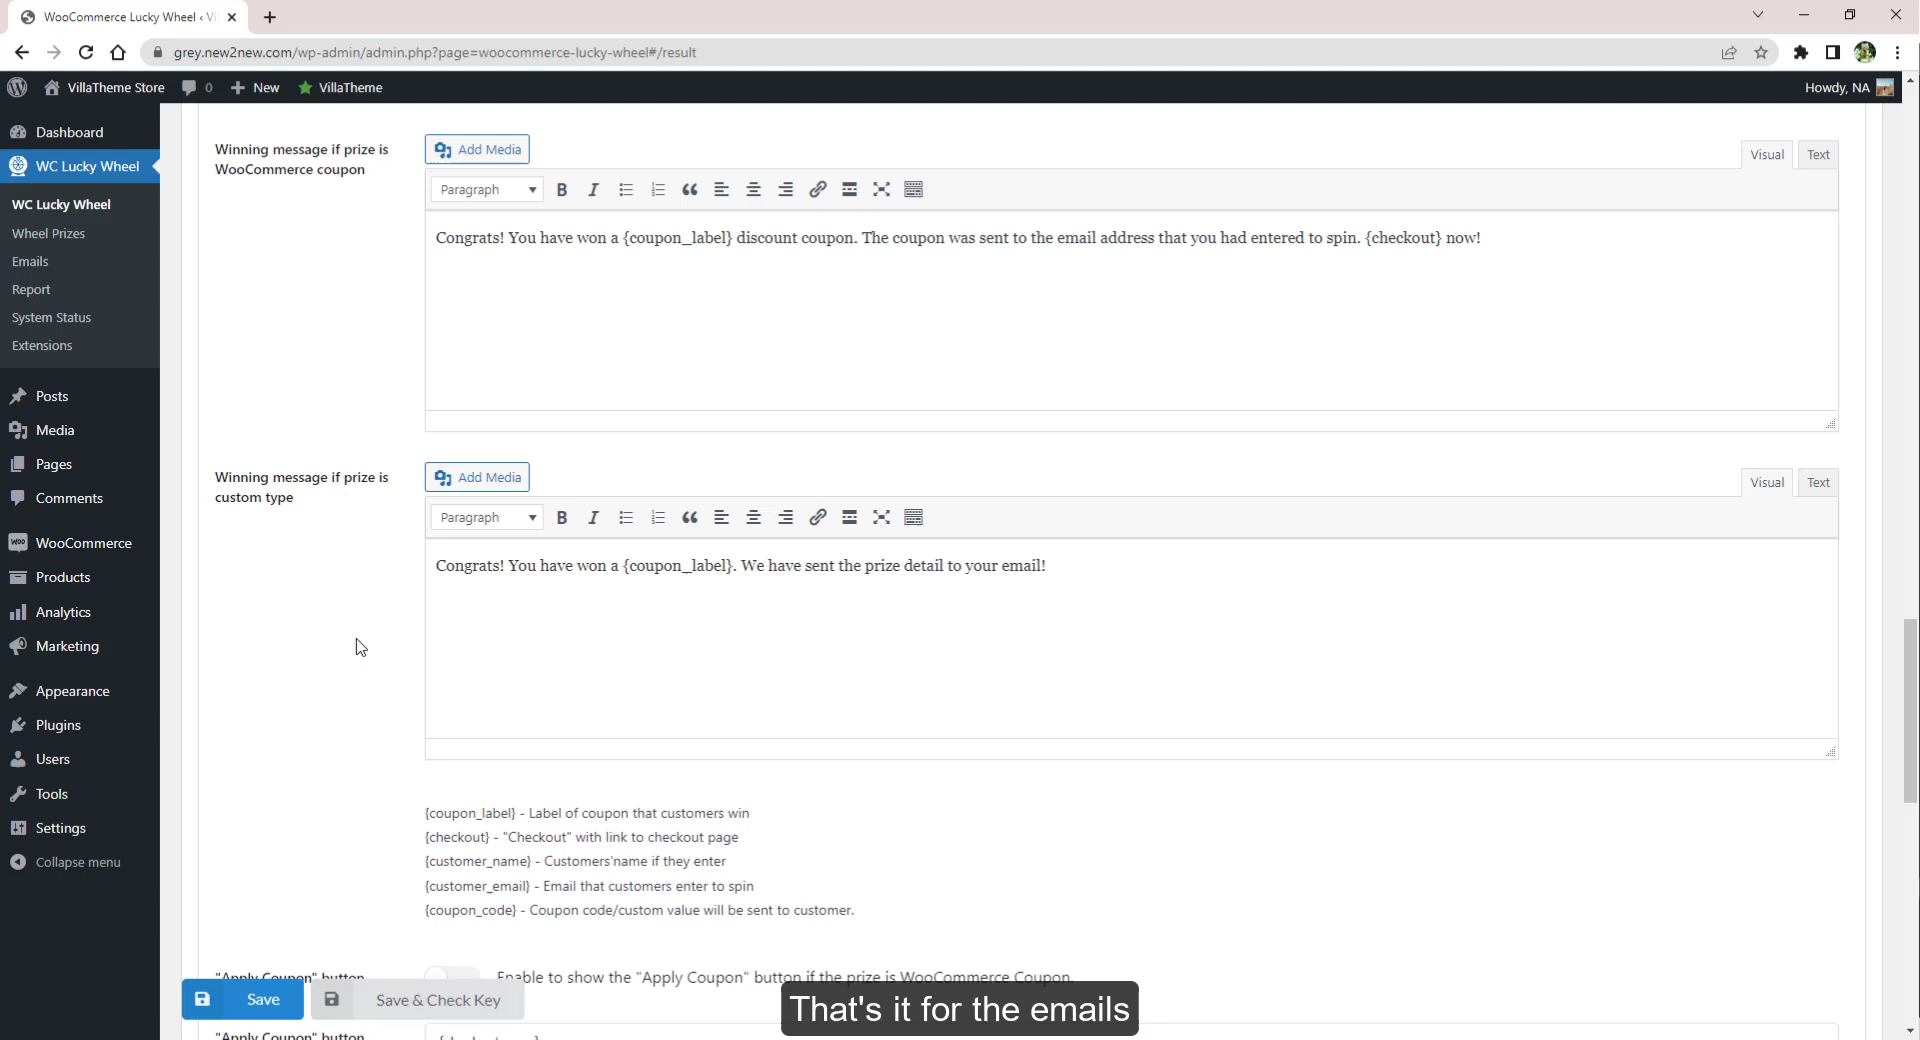 WooCommerce Lucky Wheel ‹ Vi
grey.new2new.com/wp-admin/admin.php?page=woocommerce-lucky-wheel#/result
VillaTheme Store
0
New
VillaTheme
Howdy, NA
Dashboard
WC Lucky Wheel
WC Lucky Wheel
Wheel Prizes
Emails
Report
System Status
Extensions
Posts
Media
Pages
Comments
WooCommerce
Products
Analytics
Marketing
Appearance
Plugins
Users
Tools
Settings
Collapse menu
Winning message if prize is
WooCommerce coupon
Add Media
Visual
Text
Paragraph
Congrats! You have won a {coupon_label} discount coupon. The coupon was sent to the email address that you had entered to spin. {checkout} now!
Winning message if prize is
custom type
Add Media
Visual
Text
Paragraph
Congrats! You have won a {coupon_label}. We have sent the prize detail to your email!
{coupon_label} - Label of coupon that customers win
{checkout} - "Checkout" with link to checkout page
{customer_name} - Customers'name if they enter
{customer_email} - Email that customers enter to spin
{coupon_code} - Coupon code/custom value will be sent to customer.
"Apply Coupon" button
Enable to show the "Apply Coupon" button if the prize is WooCommerce Coupon.
Save
Save & Check Key
That's it for the emails
"Apply Coupon" button